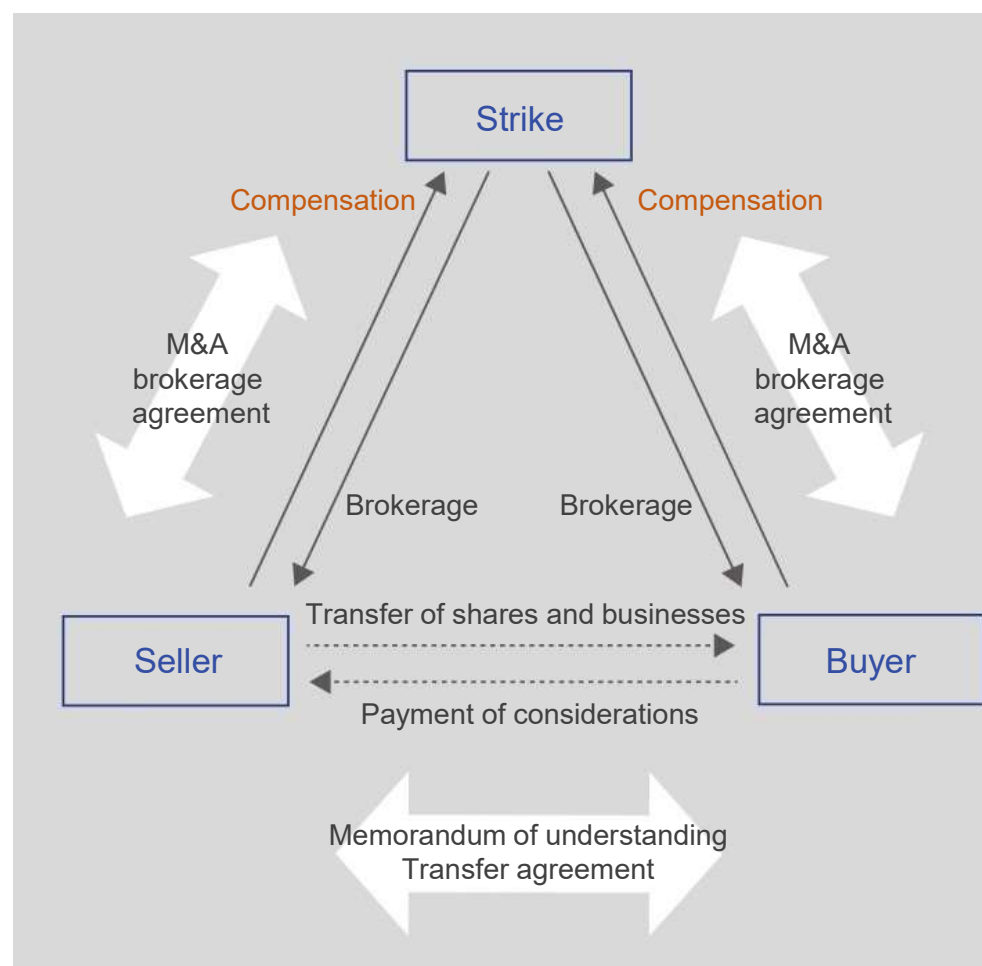 Strike
Compensation
Compensation
M&A
brokerage
agreement
M&A
brokerage
agreement
Brokerage
Brokerage
Transfer of shares and businesses
Seller
Buyer
Payment of considerations
Memorandum of understanding
Transfer agreement